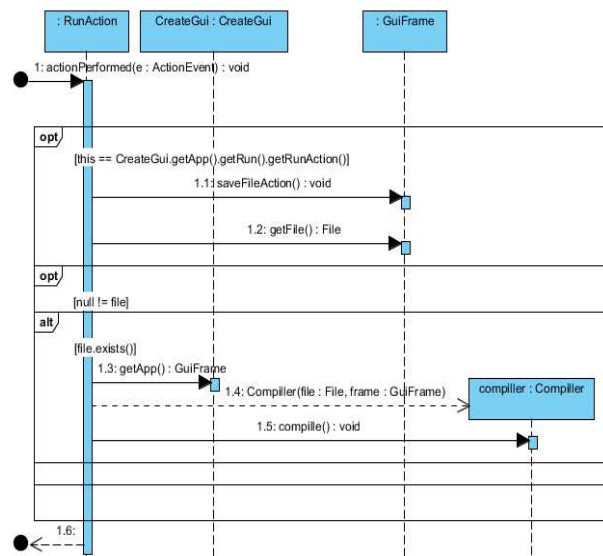 : RunAction
CreateGui : CreateGui
: GuiFrame
1: actionPerformed(e : ActionEvent) : void
opt
[this == CreateGui.getApp().getRun().getRunAction()]
1.1: saveFileAction() : void
1.2: getFile() : File
opt
[null != file]
alt
[file.exists()]
1.3: getApp() : GuiFrame
1.4: Compiller(file : File, frame : GuiFrame)
compiller : Compiller
1.5: compille() : void
1.6: